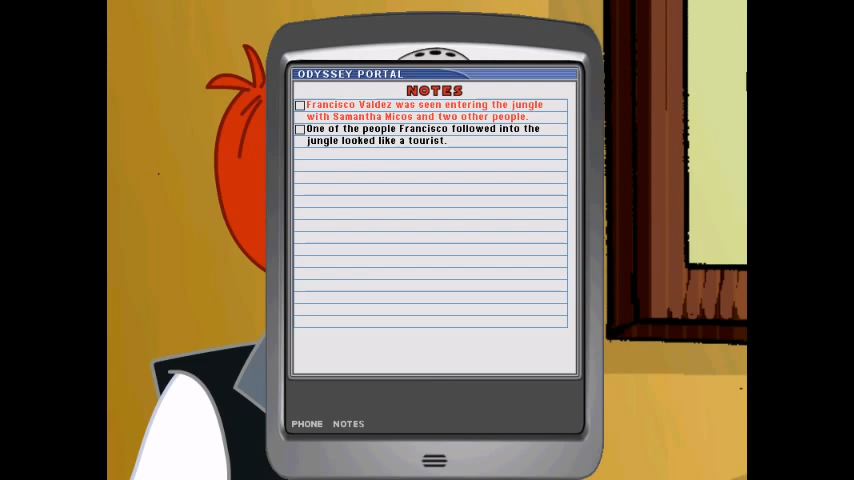 ODYSSEY PORTAL
NOTES
Francisco Valdez was seen entering the jungle
with Samantha Micos and two other people.
One of the people Francisco followed into the
jungle looked like a tourist.
PHONE NOTES